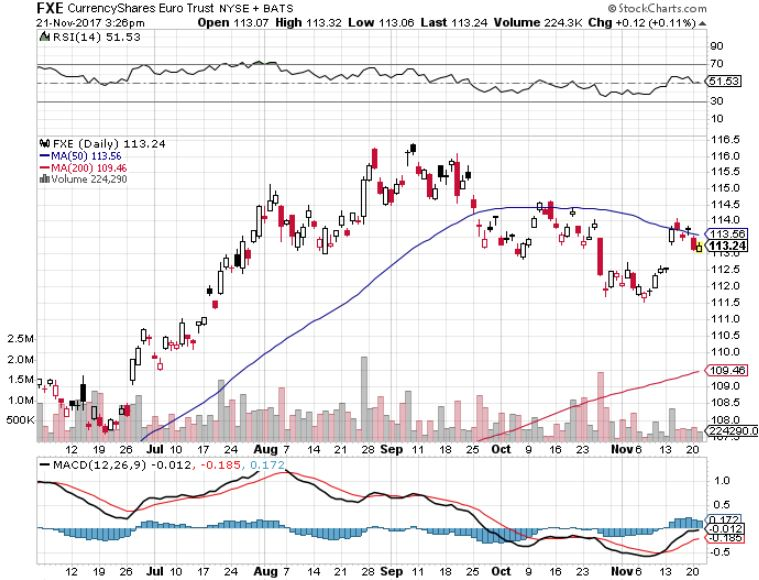 FXE CurrencyShares Euro Trust NYSE + BATS © StockCharts.com
21-Nov-2017 3:26pm Open 113.07 High 113.32 Low 113.06 Last 113.24 Volume 224.3K Chg +0.12 (+0.11%)
RSI(14) 51.53
90
70
51.53
30
10
FXE (Daily) 113.24
MA(50) 113.56
MA(200) 109.46
Volume 224,290
116.5
116.0
115.5
115.0
114.5
114.0
113.56
113.24
113.0
112.5
112.0
111.5
111.0
110.5
2.5M
110.0
2.0M
109.46
1.5M 109.0
1M 108.5
500K 108.0
224290.0
107.5
12 19 26 Jul 10 17 24 Aug 7 14 21 28 Sep 11 18 25 Oct 9 16 23 Nov 6 13 20
MACD(12,26,9) -0.012, -0.185, 0.172
1.0
0.5
0.172
-0.012
-0.185
-0.5
12 19 26 Jul 10 17 24 Aug 7 14 21 28 Sep 11 18 25 Oct 9 16 23 Nov 6 13 20